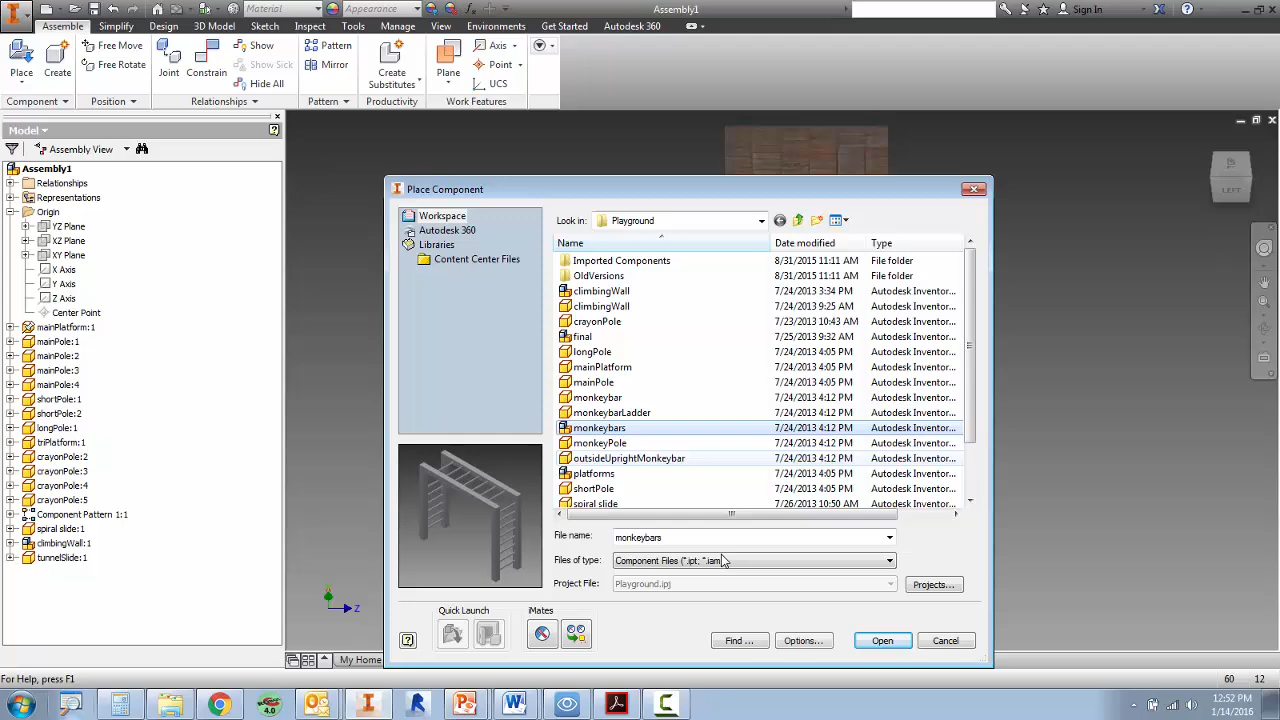 Material
Appearance
Assembly1
Sign In
Assemble Simplify Design 3D Model Sketch Inspect Tools Manage View Environments Get Started Autodesk 360
Place
Create
Free Move
Free Rotate
Joint
Constrain
Show
Show Sick
Hide All
Pattern
Mirror
Create
Substitutes
Plane
Axis
Point
UCS
Component
Position
Relationships
Pattern
Productivity
Work Features
Model
Assembly View
Assembly1
Relationships
Representations
Origin
YZ Plane
XZ Plane
XY Plane
X Axis
Y Axis
Z Axis
Center Point
mainPlatform:1
mainPole:1
mainPole:2
mainPole:3
mainPole:4
shortPole:1
shortPole:2
longPole:1
triPlatform:1
crayonPole:2
crayonPole:3
crayonPole:4
crayonPole:5
Component Pattern 1:1
spiral slide:1
climbingWall:1
tunnelSlide:1
LEFT
Z
Place Component
Workspace
Autodesk 360
Libraries
Content Center Files
Look in: Playground
Name Date modified Type
Imported Components 8/31/2015 11:11 AM File folder
OldVersions 8/31/2015 11:11 AM File folder
climbingWall 7/24/2013 3:34 PM Autodesk Inventor...
climbingWall 7/24/2013 9:25 AM Autodesk Inventor...
crayonPole 7/23/2013 10:43 AM Autodesk Inventor...
final 7/25/2013 9:32 AM Autodesk Inventor...
longPole 7/24/2013 4:05 PM Autodesk Inventor...
mainPlatform 7/24/2013 4:05 PM Autodesk Inventor...
mainPole 7/24/2013 4:05 PM Autodesk Inventor...
monkeybar 7/24/2013 4:12 PM Autodesk Inventor...
monkeybarLadder 7/24/2013 4:12 PM Autodesk Inventor...
monkeybars 7/24/2013 4:12 PM Autodesk Inventor...
monkeyPole 7/24/2013 4:12 PM Autodesk Inventor...
outsideUprightMonkeybar 7/24/2013 4:12 PM Autodesk Inventor...
platforms 7/24/2013 4:05 PM Autodesk Inventor...
shortPole 7/24/2013 4:05 PM Autodesk Inventor...
spiral slide 7/26/2013 10:50 AM Autodesk Inventor...
File name: monkeybars
Files of type: Component Files (*.ipt; *.iam)
Project File: Playground.ipj
Projects...
Quick Launch
iMates
Find ...
Options...
Open
Cancel
My Home
For Help, press F1
60 12
4.0
12:52 PM
1/14/2016